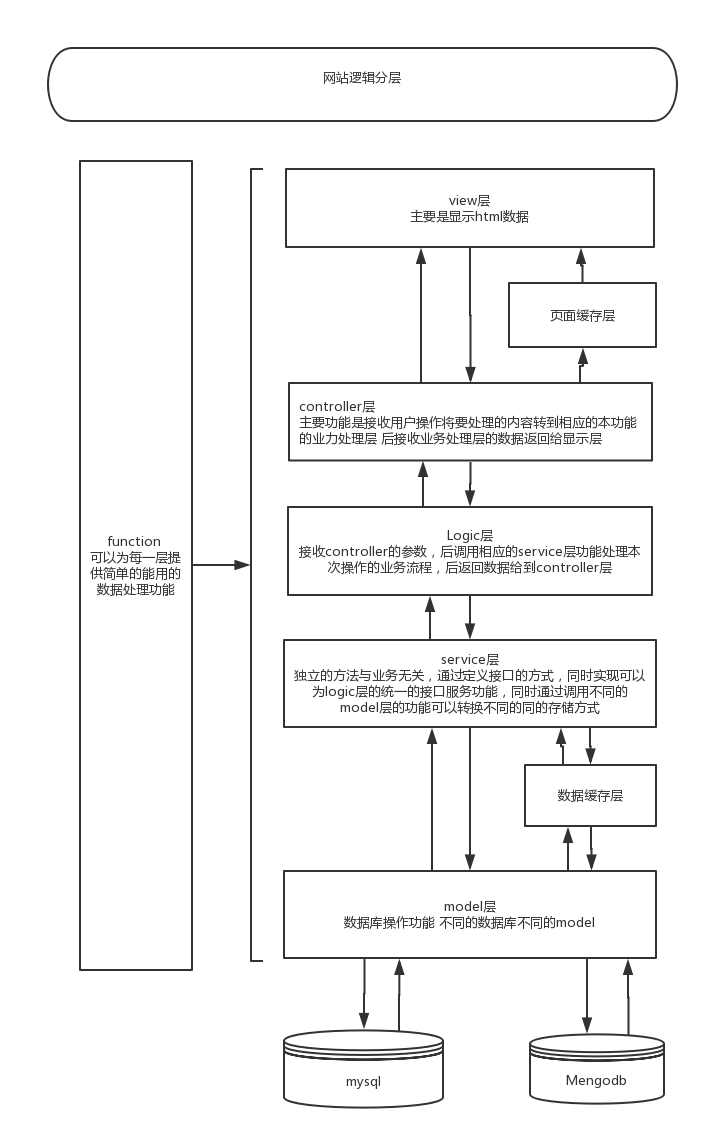 网站逻辑分层
view层
主要是显示html数据
页面缓存层
controller层
主要功能是接收用户操作将要处理的内容转到相应的本功能
的业力处理层 后接收业务处理层的数据返回给显示层
function
可以为每一层提
供简单的能用的
数据处理功能
Logic层
接收controller的参数，后调用相应的service层功能处理本
次操作的业务流程，后返回数据给到controller层
service层
独立的方法与业务无关，通过定义接口的方式，同时实现可以
为logic层的统一的接口服务功能，同时通过调用不同的
model层的功能可以转换不同的同的存储方式
数据缓存层
model层
数据库操作功能 不同的数据库不同的model
mysql
Mengodb